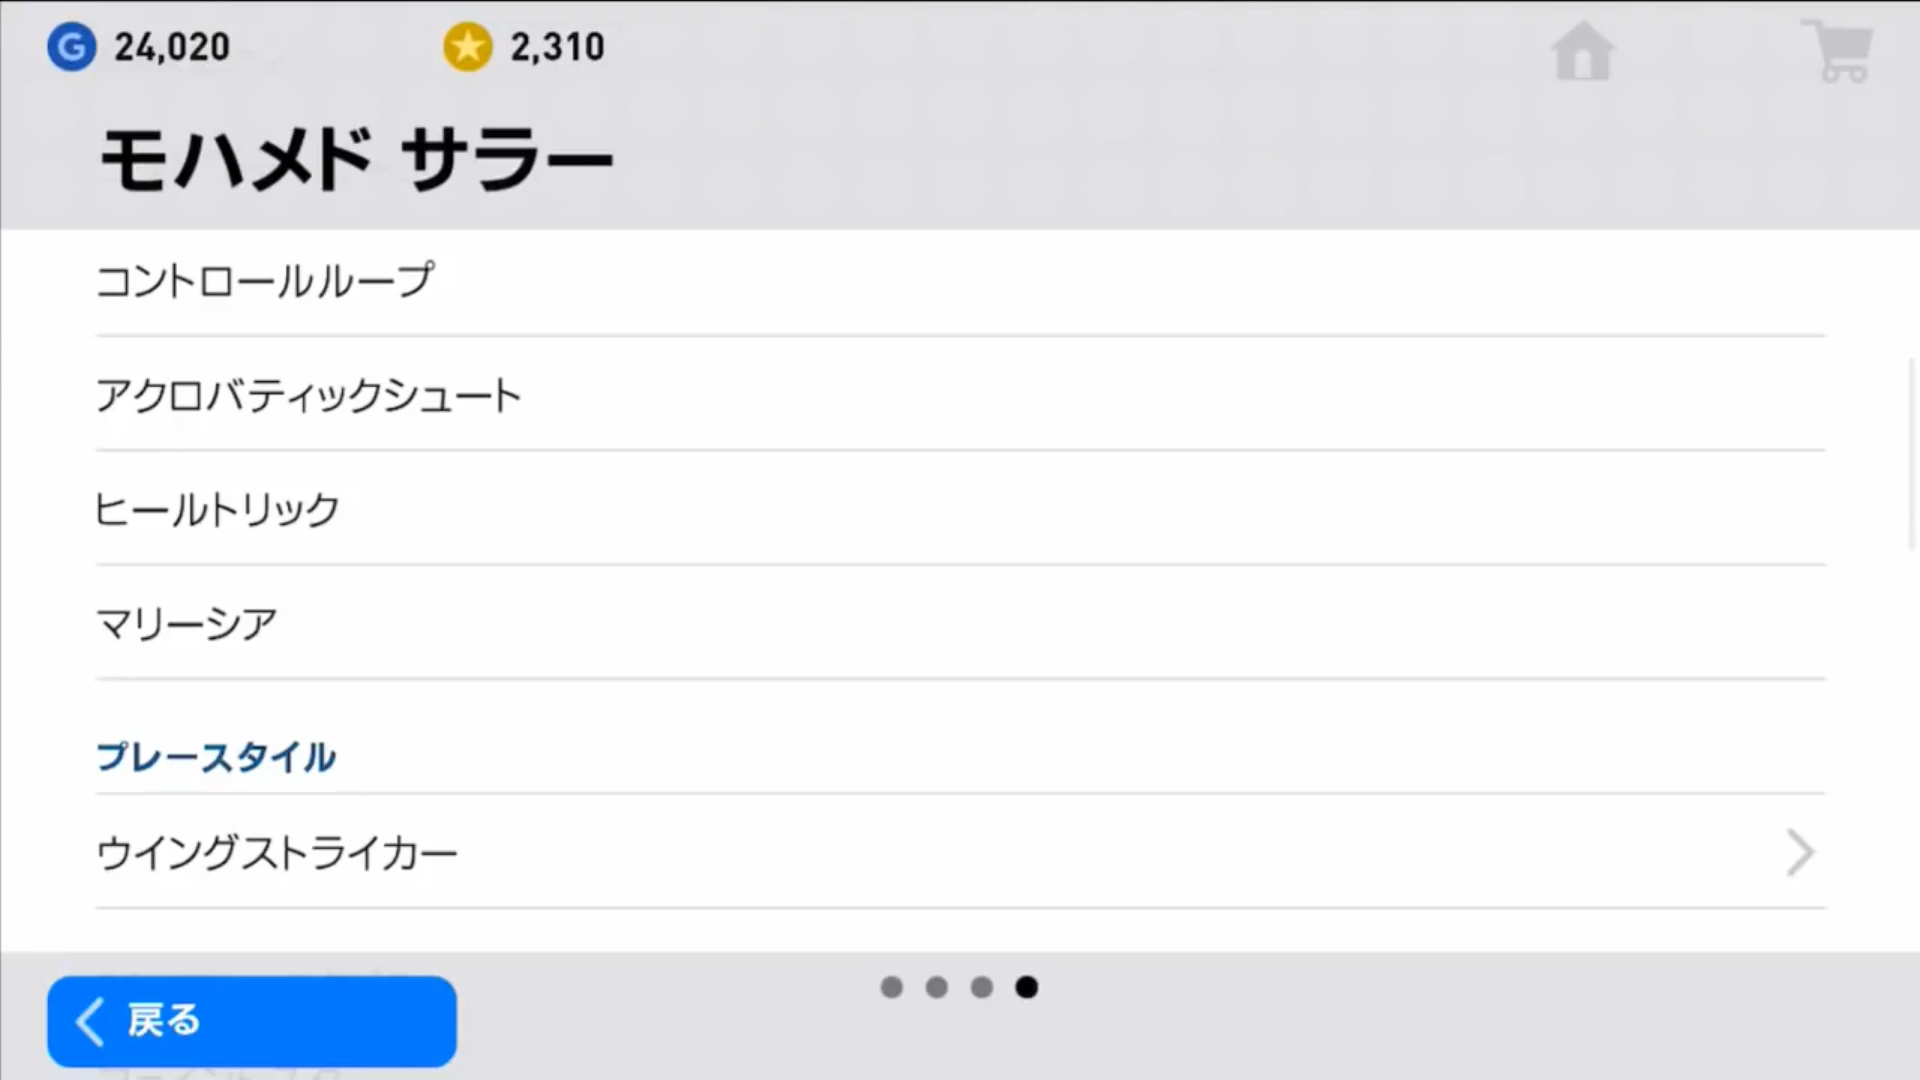 G 24,020 2,310
モハメド サラー
コントロールループ
アクロバティックシュート
ヒールトリック
マリーシア
プレースタイル
ウイングストライカー
戻る